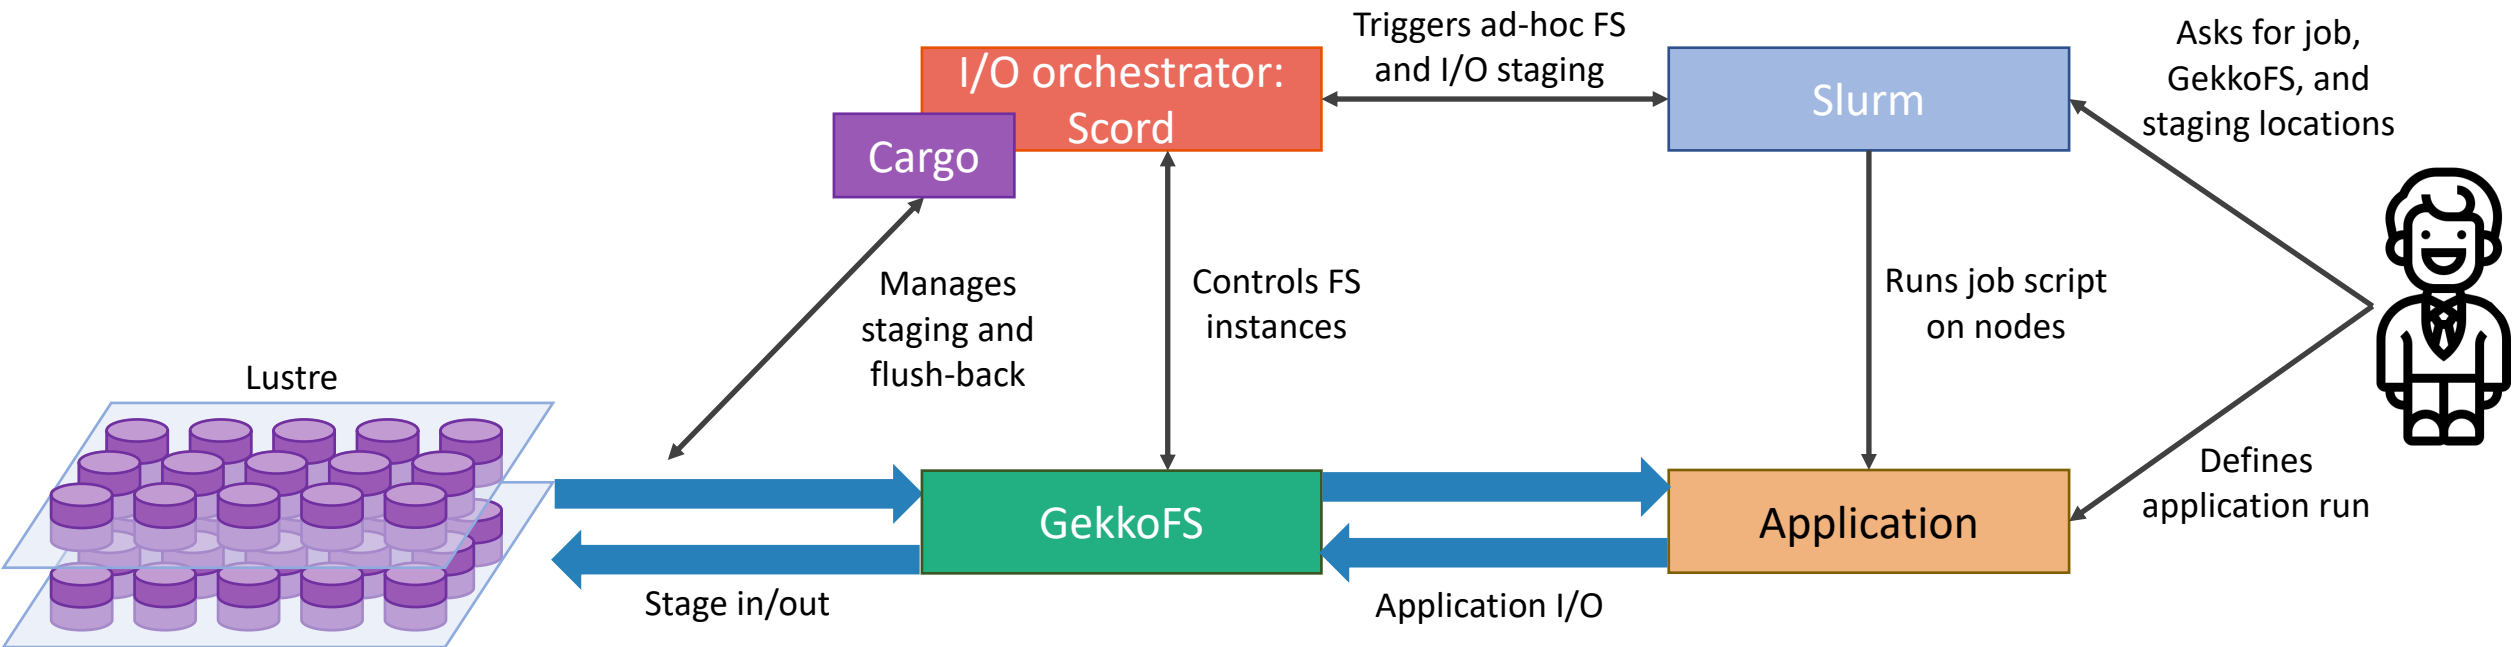 Triggers ad-hoc FS
and I/O staging
Asks for job,
GekkoFS, and
staging locations
I/O orchestrator:
Scord
Slurm
Cargo
Manages
staging and
flush-back
Controls FS
instances
Runs job script
on nodes
Lustre
Defines
application run
GekkoFS
Application
Stage in/out
Application I/O